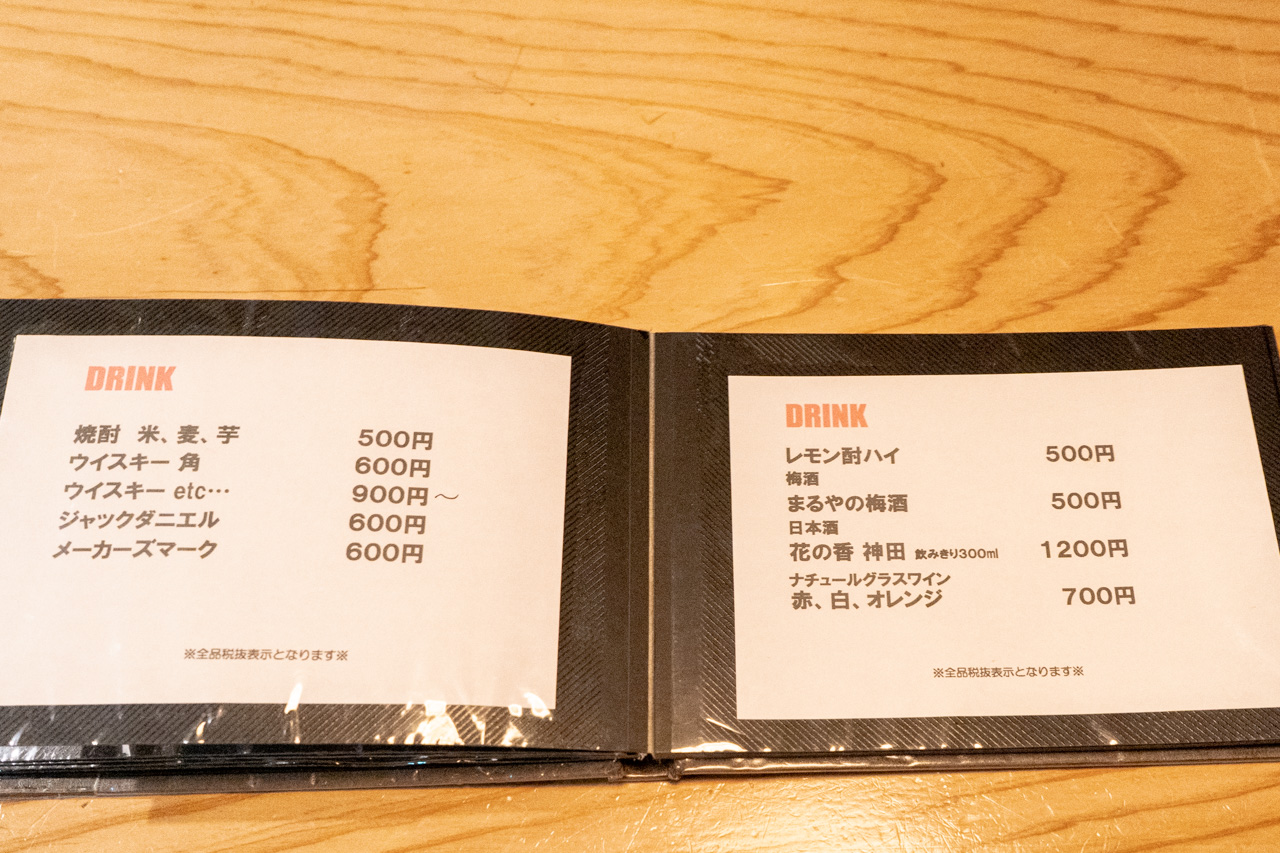 DRINK
焼酎 米、麦、芋 500円
ウイスキー 角 600円
ウイスキー etc… 900円～
ジャックダニエル 600円
メーカーズマーク 600円
※全品税抜表示となります※
DRINK
レモン酎ハイ 500円
梅酒
まるやの梅酒 500円
日本酒
花の香 神田 飲みきり300ml 1200円
ナチュールグラスワイン
赤、白、オレンジ 700円
※全品税抜表示となります※